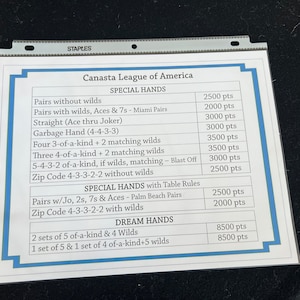 STAPLES
Canasta League of America
SPECIAL HANDS
Pairs without wilds 2500 pts
Pairs with wilds, Aces & 7s - Miami Pairs 2000 pts
Straight (Ace thru Joker) 3000 pts
Garbage Hand (4-4-3-3) 3000 pts
Four 3-of-a-kind + 2 matching wilds 3500 pts
Three 4-of-a-kind + 2 matching wilds 3500 pts
5-4-3-2 of-a-kind, if wilds, matching ~ Blast Off 3000 pts
Zip Code 4-3-3-2-2 without wilds 2500 pts
SPECIAL HANDS with Table Rules
Pairs w/Jo, 2s, 7s & Aces - Palm Beach Pairs 2500 pts
Zip Code 4-3-3-2-2 with wilds 2000 pts
DREAM HANDS
2 sets of 5 of-a-kind & 4 Wilds 8500 pts
1 set of 5 & 1 set of 4 of-a-kind+5 wilds 8500 pts